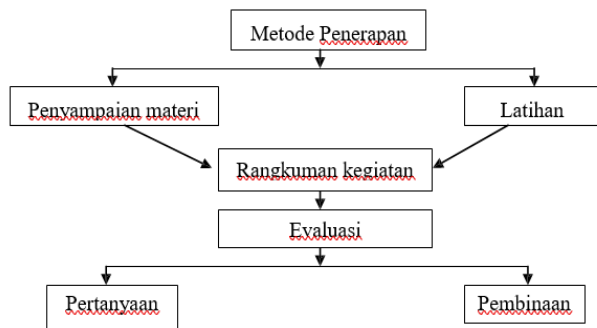 Metode Penerapan
Penyampaian materi
Latihan
Rangkuman kegiatan
Evaluasi
Pertanyaan
Pembinaan